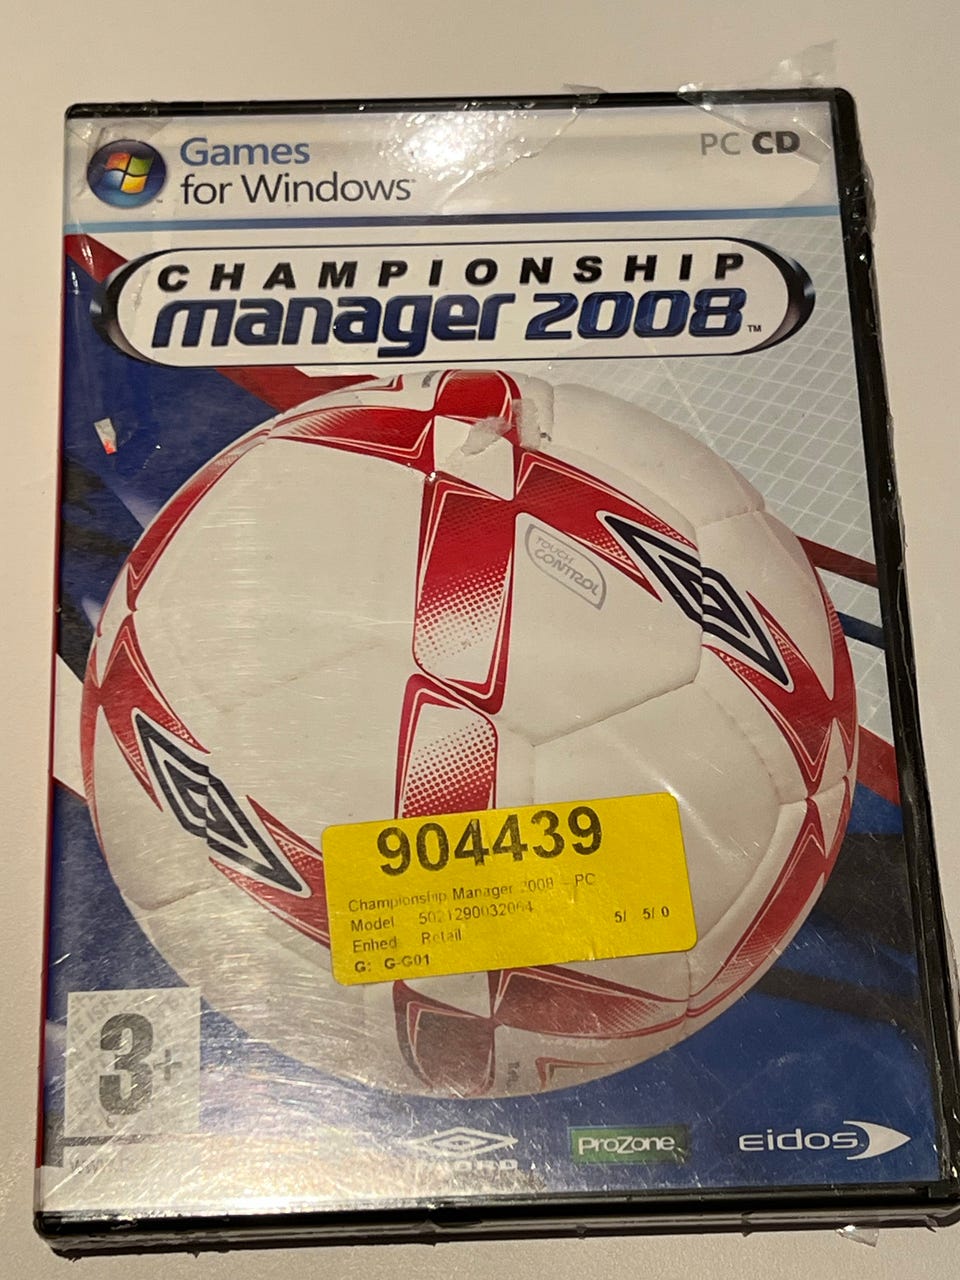 Games
for Windows
PC CD
CHAMPIONSHIP
manager 2008™
TOUCH
CONTROL
904439
Championship Manager 2008 - PC
Model 5021290032064 5/ 5/ 0
Enhed Retail
G: G-G01
3+
proZone
eidos